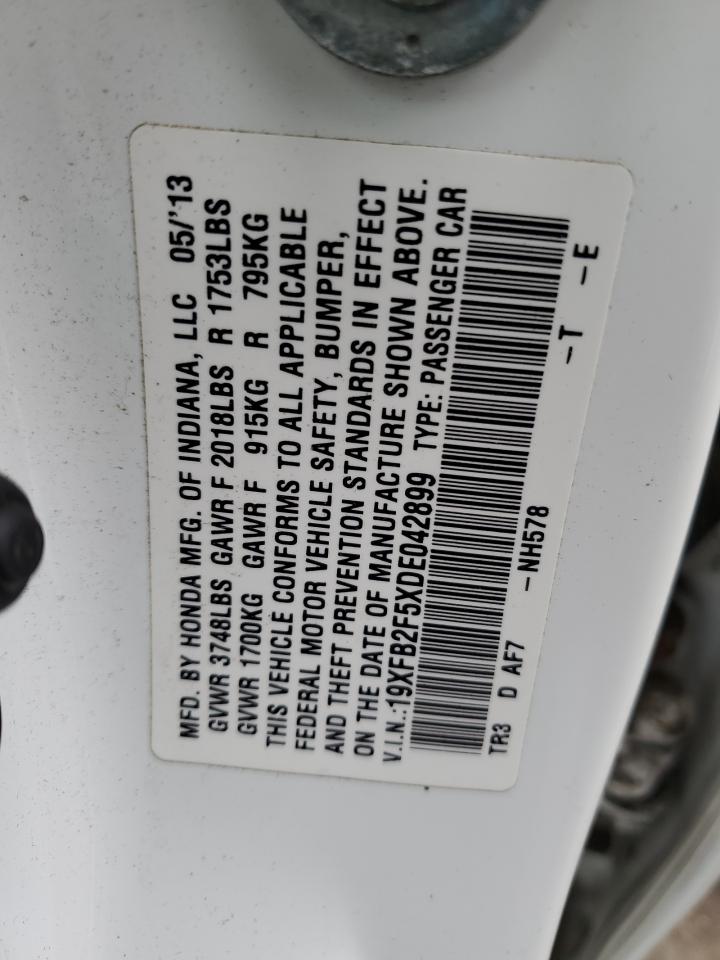 MFD. BY HONDA MFG. OF INDIANA, LLC 05/'13
GVWR 3748LBS GAWR F 2018LBS R 1753LBS
GVWR 1700KG GAWR F 915KG R 795KG
THIS VEHICLE CONFORMS TO ALL APPLICABLE
FEDERAL MOTOR VEHICLE SAFETY, BUMPER,
AND THEFT PREVENTION STANDARDS IN EFFECT
ON THE DATE OF MANUFACTURE SHOWN ABOVE.
V.I.N.:19XFB2F5XDE042899 TYPE: PASSENGER CAR
TR3 D AF7 –NH578 –T –E